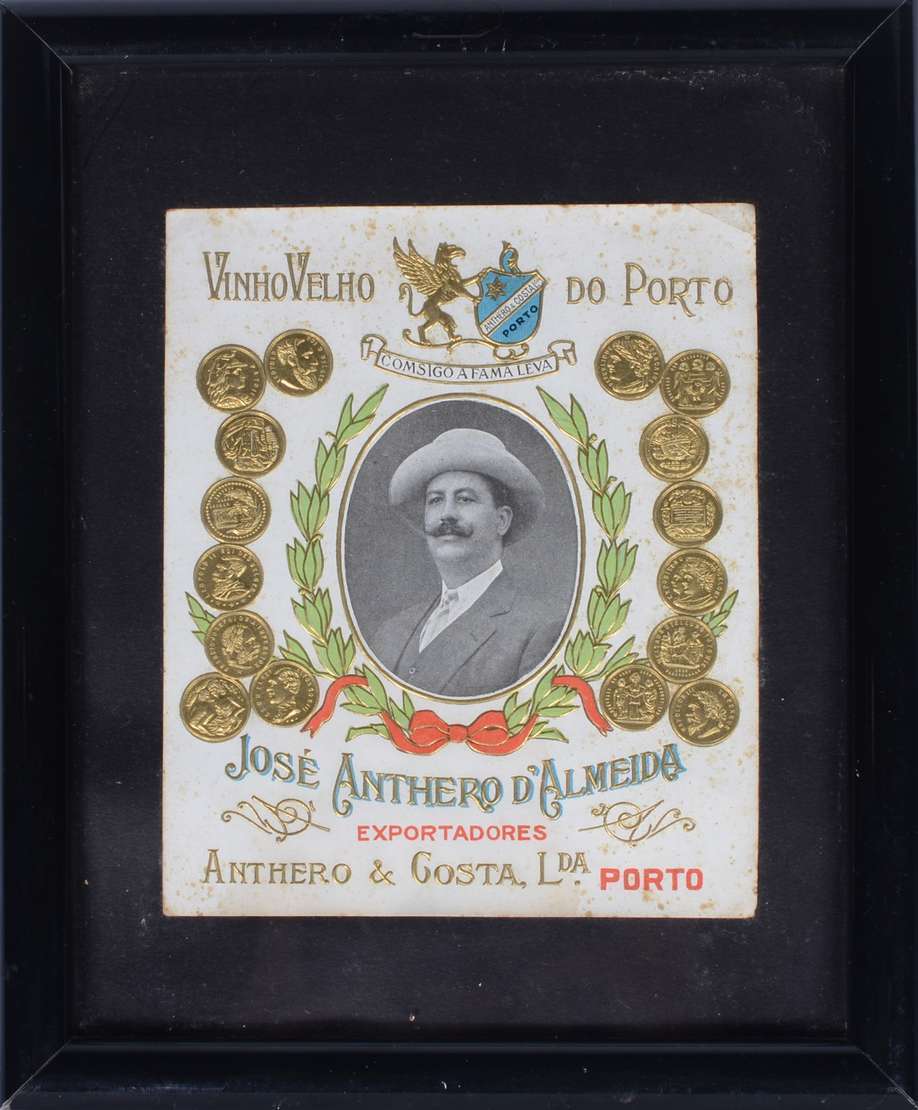 VINHO VELHO DO PORTO
ANTHERO & COSTA
PORTO
COMSIGO A FAMA LEVA
JOSÉ ANTHERO D'ALMEIDA
EXPORTADORES
ANTHERO & COSTA, LDA. PORTO